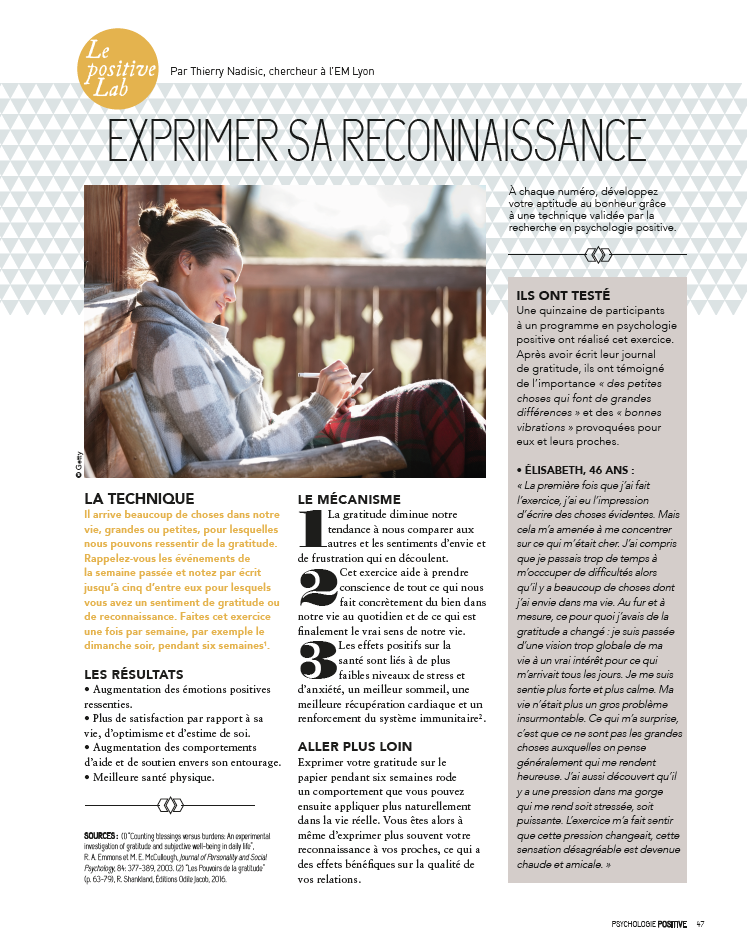 Le
positive
Lab
Par Thierry Nadisic, chercheur à l'EM Lyon
EXPRIMER SA RECONNAISSANCE
À chaque numéro, développez
votre aptitude au bonheur grâce
à une technique validée par la
recherche en psychologie positive.
© Getty
LA TECHNIQUE
Il arrive beaucoup de choses dans notre
vie, grandes ou petites, pour lesquelles
nous pouvons ressentir de la gratitude.
Rappelez-vous les événements de
la semaine passée et notez par écrit
jusqu'à cinq d'entre eux pour lesquels
vous avez un sentiment de gratitude ou
de reconnaissance. Faites cet exercice
une fois par semaine, par exemple le
dimanche soir, pendant six semaines¹.
LES RÉSULTATS
• Augmentation des émotions positives
ressenties.
• Plus de satisfaction par rapport à sa
vie, d'optimisme et d'estime de soi.
• Augmentation des comportements
d'aide et de soutien envers son entourage.
• Meilleure santé physique.
SOURCES : (1) "Counting blessings versus burdens: An experimental
investigation of gratitude and subjective well-being in daily life",
R. A. Emmons et M. E. McCullough, Journal of Personality and Social
Psychology, 84: 377-389, 2003. (2) "Les Pouvoirs de la gratitude"
(p. 63-79), R. Shankland, Éditions Odile Jacob, 2016.
LE MÉCANISME
1 La gratitude diminue notre
tendance à nous comparer aux
autres et les sentiments d'envie et
de frustration qui en découlent.
2 Cet exercice aide à prendre
conscience de tout ce qui nous
fait concrètement du bien dans
notre vie au quotidien et de ce qui est
finalement le vrai sens de notre vie.
3 Les effets positifs sur la
santé sont liés à de plus
faibles niveaux de stress et
d'anxiété, un meilleur sommeil, une
meilleure récupération cardiaque et un
renforcement du système immunitaire².
ALLER PLUS LOIN
Exprimer votre gratitude sur le
papier pendant six semaines rode
un comportement que vous pouvez
ensuite appliquer plus naturellement
dans la vie réelle. Vous êtes alors à
même d'exprimer plus souvent votre
reconnaissance à vos proches, ce qui a
des effets bénéfiques sur la qualité de
vos relations.
ILS ONT TESTÉ
Une quinzaine de participants
à un programme en psychologie
positive ont réalisé cet exercice.
Après avoir écrit leur journal
de gratitude, ils ont témoigné
de l'importance « des petites
choses qui font de grandes
différences » et des « bonnes
vibrations » provoquées pour
eux et leurs proches.
• ÉLISABETH, 46 ANS :
« La première fois que j'ai fait
l'exercice, j'ai eu l'impression
d'écrire des choses évidentes. Mais
cela m'a amenée à me concentrer
sur ce qui m'était cher. J'ai compris
que je passais trop de temps à
m'occcuper de difficultés alors
qu'il y a beaucoup de choses dont
j'ai envie dans ma vie. Au fur et à
mesure, ce pour quoi j'avais de la
gratitude a changé : je suis passée
d'une vision trop globale de ma
vie à un vrai intérêt pour ce qui
m'arrivait tous les jours. Je me suis
sentie plus forte et plus calme. Ma
vie n'était plus un gros problème
insurmontable. Ce qui m'a surprise,
c'est que ce ne sont pas les grandes
choses auxquelles on pense
généralement qui me rendent
heureuse. J'ai aussi découvert qu'il
y a une pression dans ma gorge
qui me rend soit stressée, soit
puissante. L'exercice m'a fait sentir
que cette pression changeait, cette
sensation désagréable est devenue
chaude et amicale. »
PSYCHOLOGIE POSITIVE 47